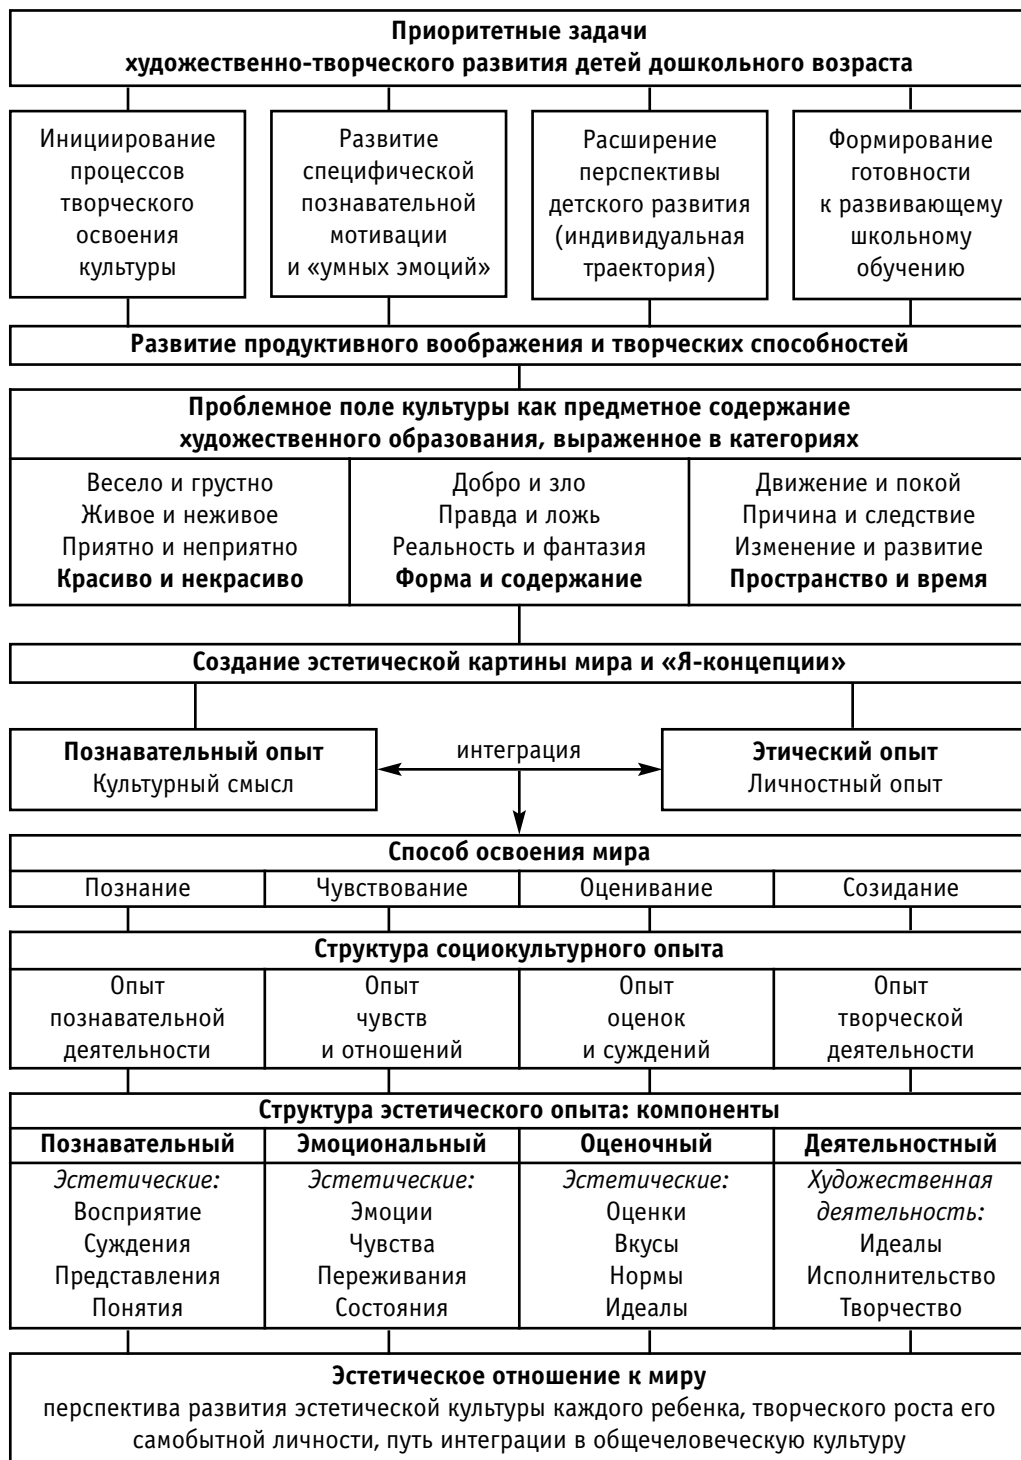 Приоритетные задачи
художественно-творческого развития детей дошкольного возраста
Инициирование
процессов
творческого
освоения
культуры
Развитие
специфической
познавательной
мотивации
и «умных эмоций»
Расширение
перспективы
детского развития
(индивидуальная
траектория)
Формирование
готовности
к развивающему
школьному
обучению
Развитие продуктивного воображения и творческих способностей
Проблемное поле культуры как предметное содержание
художественного образования, выраженное в категориях
Весело и грустно
Живое и неживое
Приятно и неприятно
Красиво и некрасиво
Добро и зло
Правда и ложь
Реальность и фантазия
Форма и содержание
Движение и покой
Причина и следствие
Изменение и развитие
Пространство и время
Создание эстетической картины мира и «Я-концепции»
Познавательный опыт
Культурный смысл
интеграция
Этический опыт
Личностный опыт
Способ освоения мира
Познание
Чувствование
Оценивание
Созидание
Структура социокультурного опыта
Опыт
познавательной
деятельности
Опыт
чувств
и отношений
Опыт
оценок
и суждений
Опыт
творческой
деятельности
Структура эстетического опыта: компоненты
Познавательный
Эстетические:
Восприятие
Суждения
Представления
Понятия
Эмоциональный
Эстетические:
Эмоции
Чувства
Переживания
Состояния
Оценочный
Эстетические:
Оценки
Вкусы
Нормы
Идеалы
Деятельностный
Художественная
деятельность:
Идеалы
Исполнительство
Творчество
Эстетическое отношение к миру
перспектива развития эстетической культуры каждого ребенка, творческого роста его
самобытной личности, путь интеграции в общечеловеческую культуру